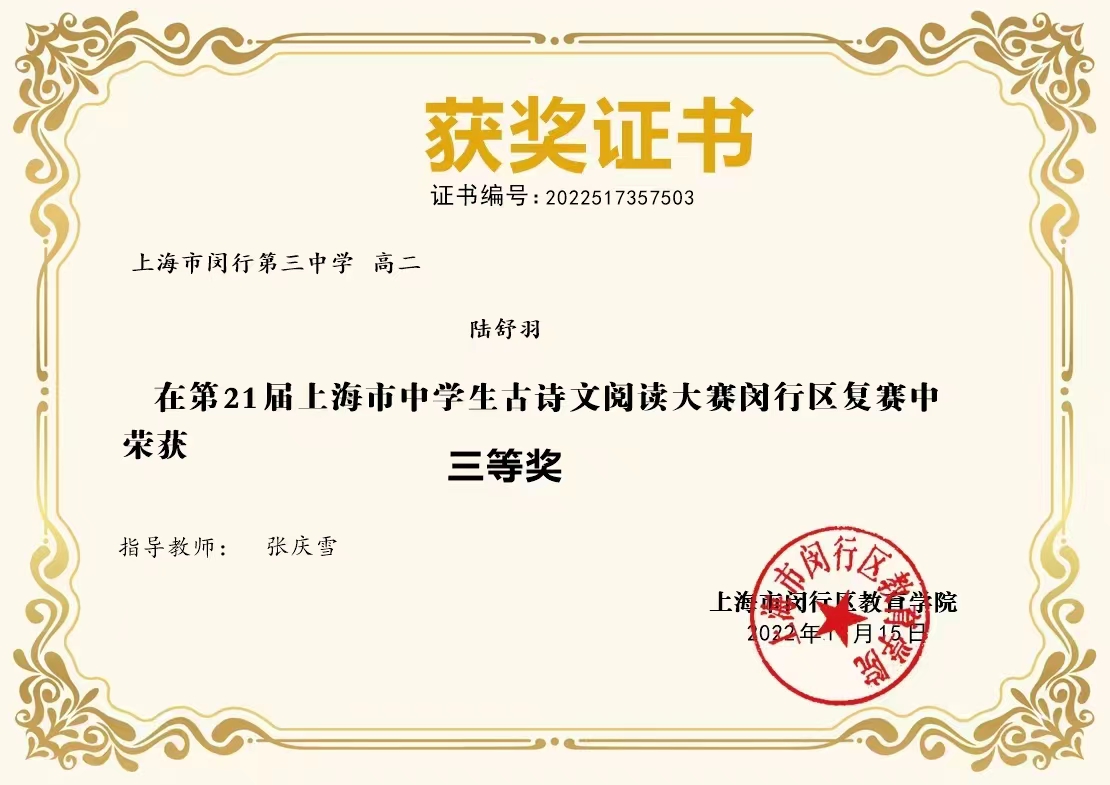 获奖证书
证书编号:2022517357503
上海市闵行第三中学 高二
陆舒羽
在第21届上海市中学生古诗文阅读大赛闵行区复赛中
荣获
三等奖
指导教师： 张庆雪
上海市闵行区教育学院
2022年 月15日
上海市闵行区教育学院